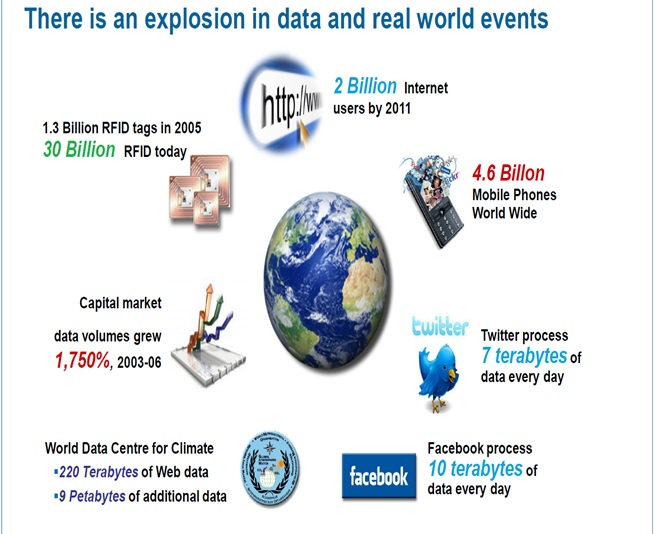 There is an explosion in data and real world events
http://ww
2 Billion Internet
users by 2011
1.3 Billion RFID tags in 2005
30 Billion RFID today
4.6 Billon
Mobile Phones
World Wide
Capital market
data volumes grew
1,750%, 2003-06
twitter
Twitter process
7 terabytes of
data every day
World Data Centre for Climate
▪220 Terabytes of Web data
▪9 Petabytes of additional data
facebook
Facebook process
10 terabytes of
data every day